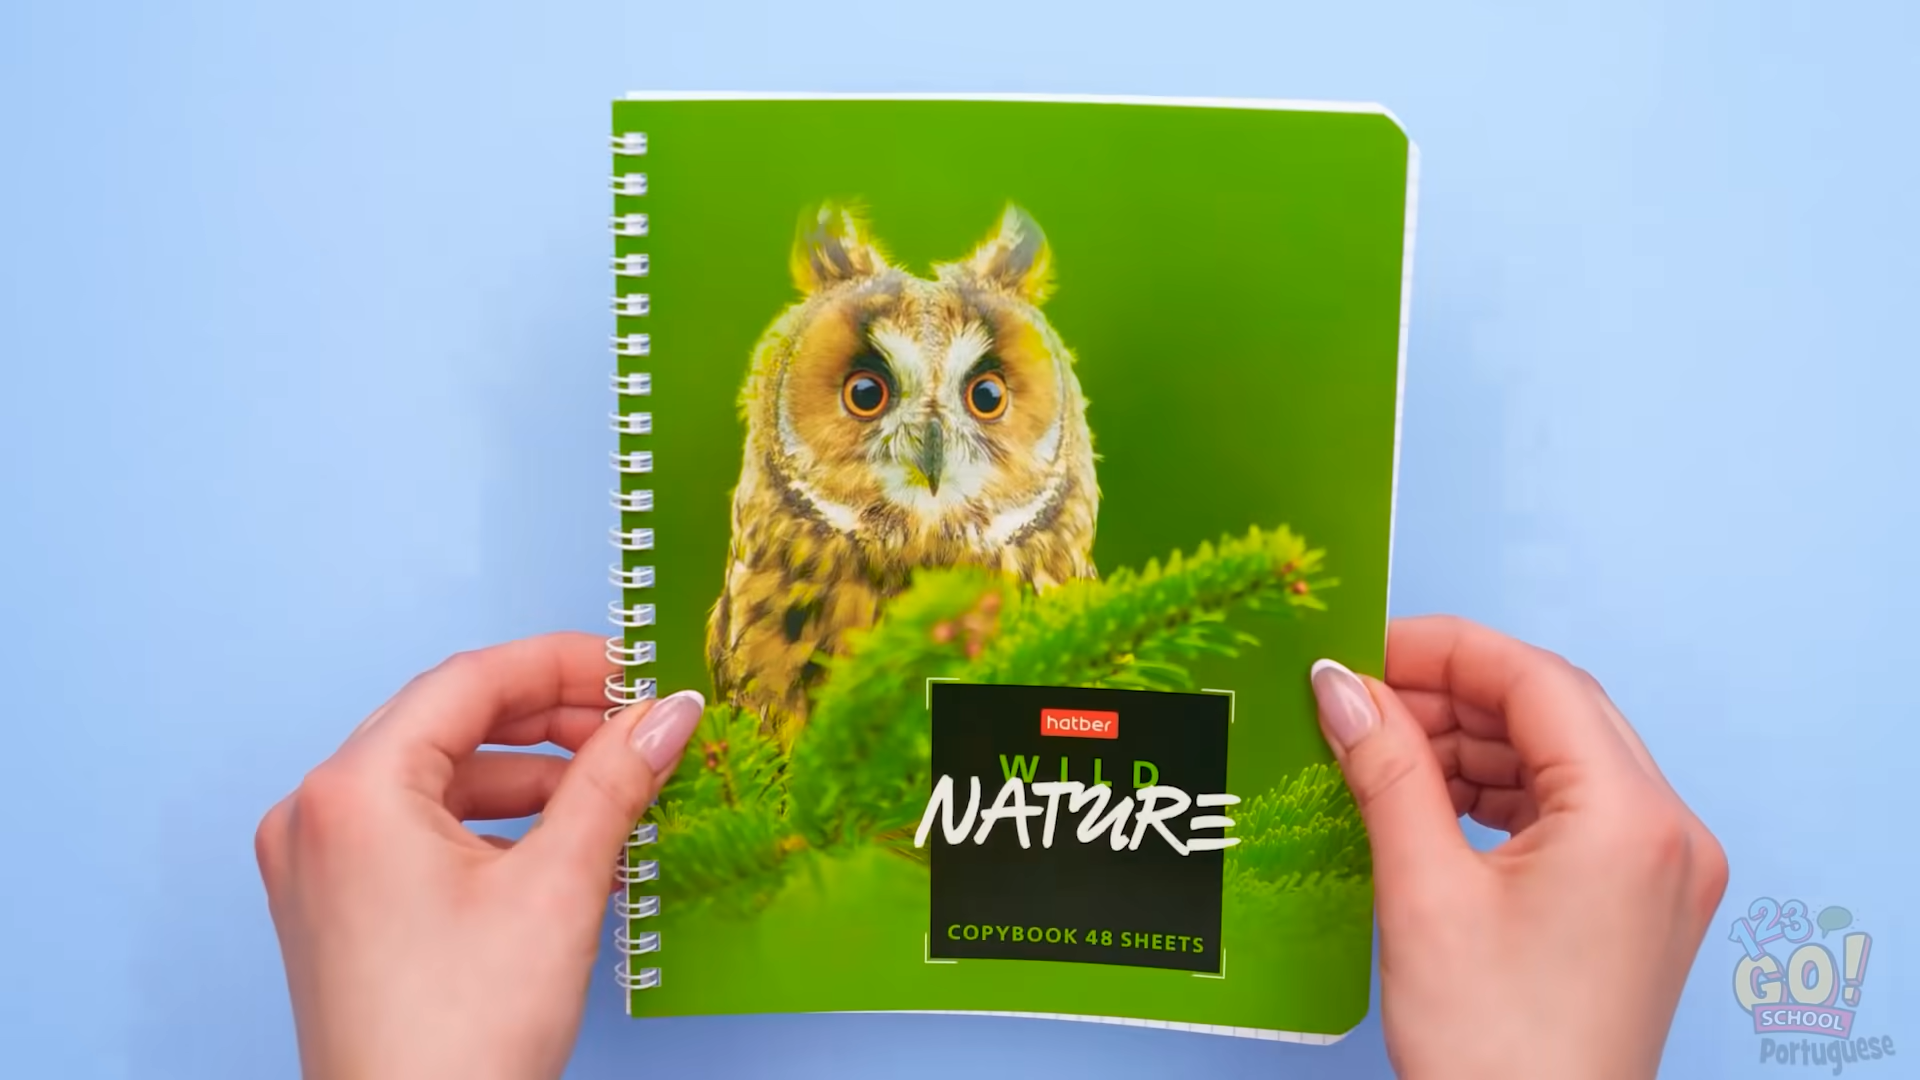 hatber
WILD
NATURE
COPYBOOK 48 SHEETS
123
GO!
SCHOOL
Portuguese